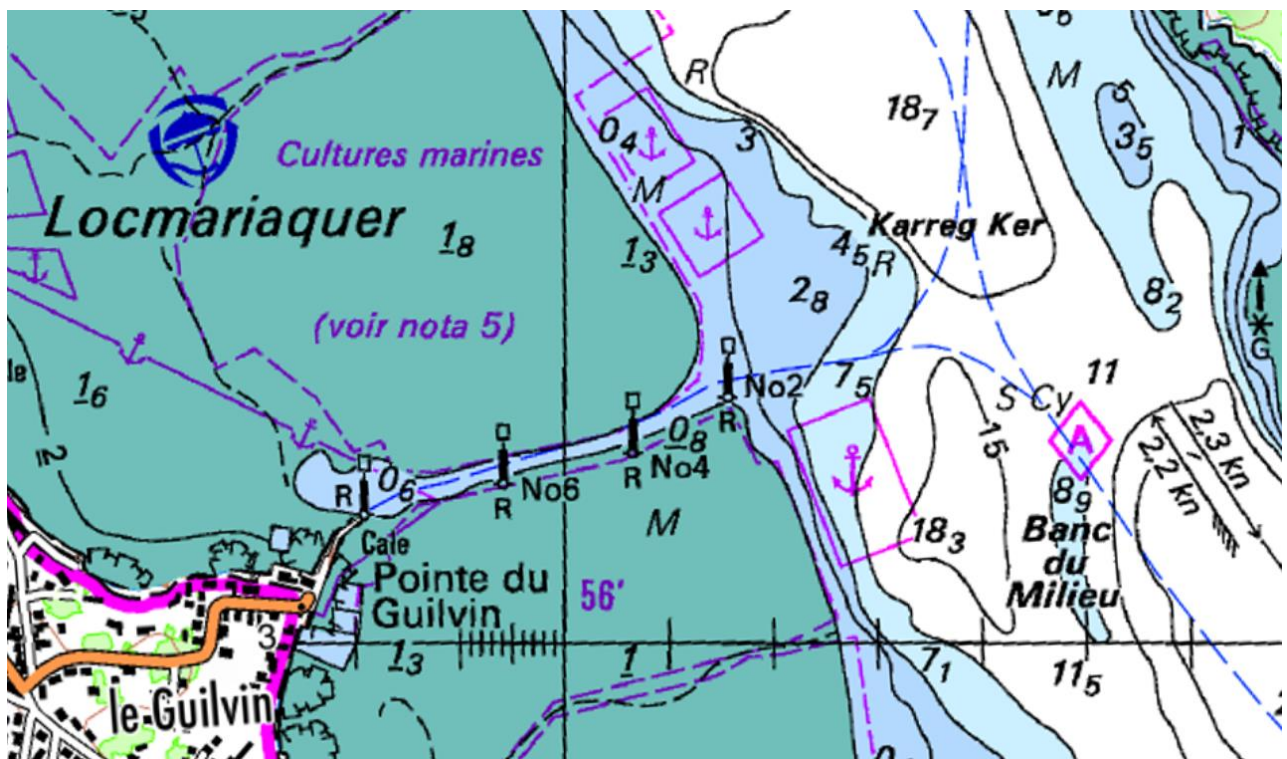 R
M
18₇
5
3₅
1
0₄
3
Cultures marines
Locmariaquer
1₈
M
1₃
4₅
R
Karreg Ker
2₈
8₂
(voir nota 5)
G
1₆
2
No2
R
7₅
11
S Cy
A
0₈
No4
R
No6
R
R
0₆
15
2,3 kn
2,2 kn
8₉
18₃
Banc
du
Milieu
M
Cale
Pointe du
Guilvin
56'
3
1₃
1
7₁
11₅
le Guilvin